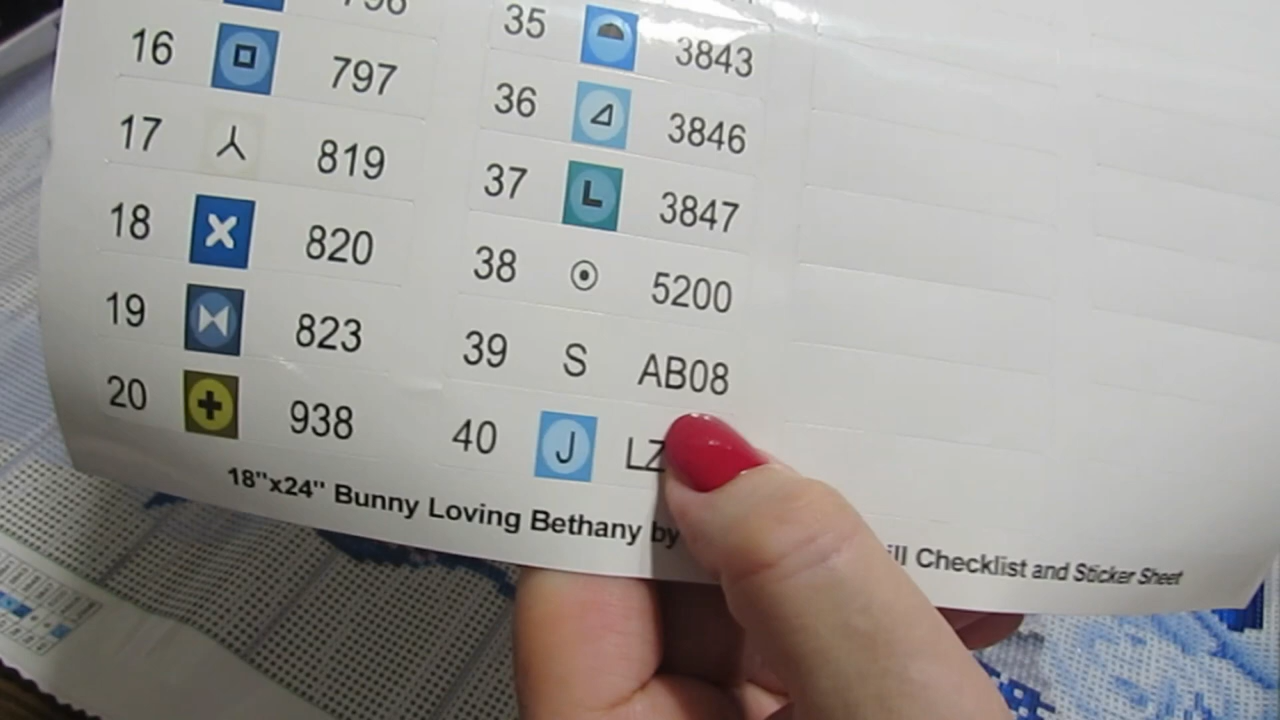 16 797
17 819
18 820
19 823
20 938
35 3843
36 3846
37 L 3847
38 5200
39 S AB08
40 J LZ
18"x24" Bunny Loving Bethany by Checklist and Sticker Sheet